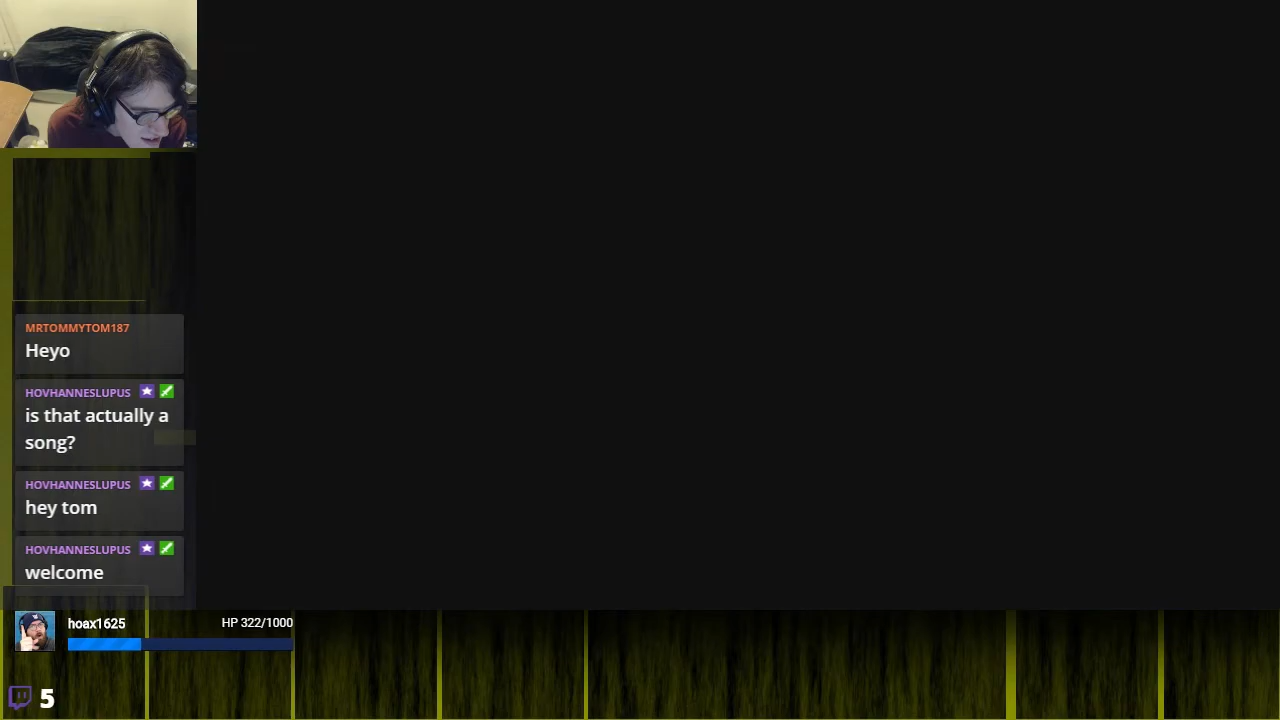 MRTOMMYTOM187
Heyo
HOVHANNESLUPUS
is that actually a
song?
HOVHANNESLUPUS
hey tom
HOVHANNESLUPUS
welcome
hoax1625
HP 322/1000
5